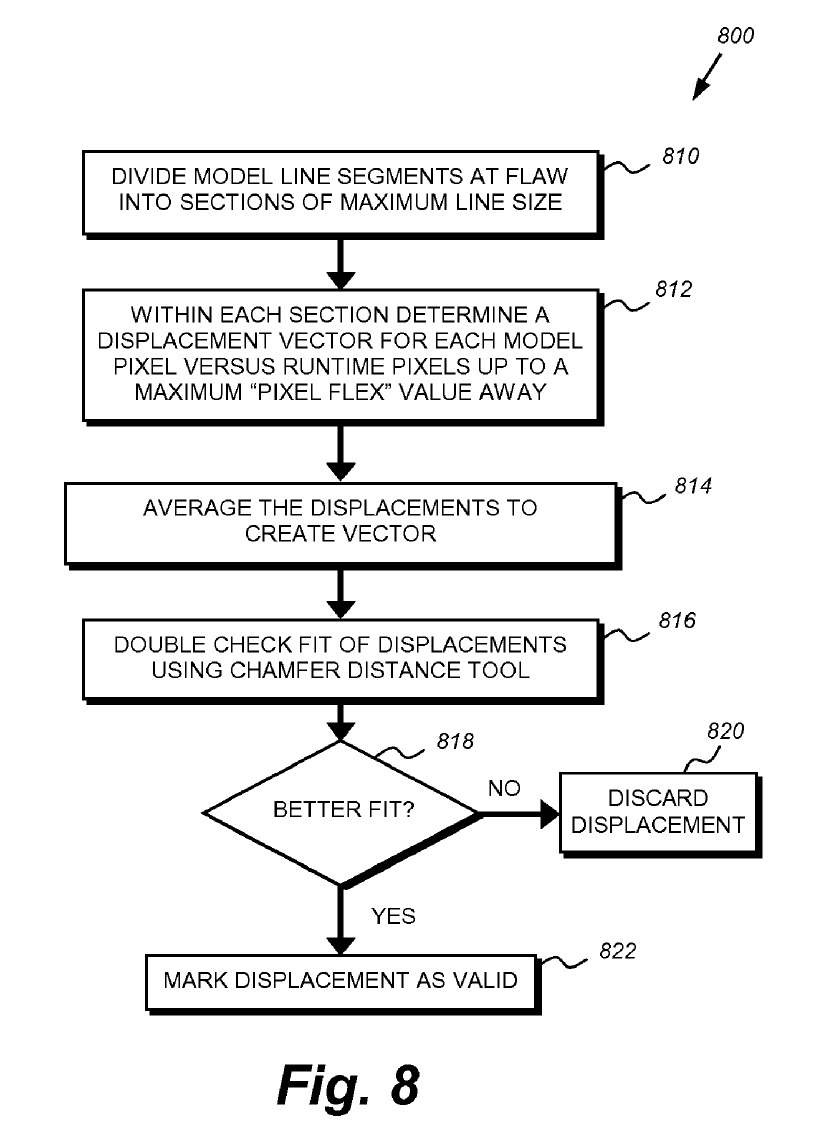 800
DIVIDE MODEL LINE SEGMENTS AT FLAW
INTO SECTIONS OF MAXIMUM LINE SIZE
810
WITHIN EACH SECTION DETERMINE A
DISPLACEMENT VECTOR FOR EACH MODEL
PIXEL VERSUS RUNTIME PIXELS UP TO A
MAXIMUM “PIXEL FLEX” VALUE AWAY
812
AVERAGE THE DISPLACEMENTS TO
CREATE VECTOR
814
DOUBLE CHECK FIT OF DISPLACEMENTS
USING CHAMFER DISTANCE TOOL
816
BETTER FIT?
818
NO
DISCARD
DISPLACEMENT
820
YES
MARK DISPLACEMENT AS VALID
822
Fig. 8